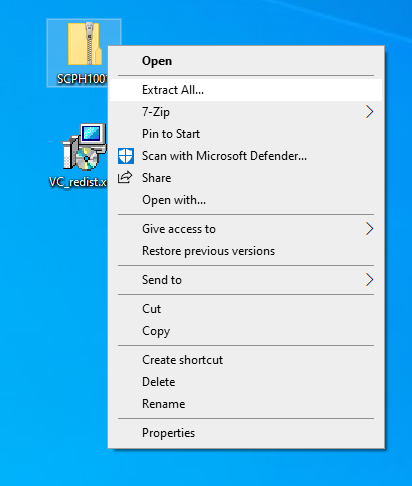 SCPH1001
Open
Extract All...
7-Zip
Pin to Start
Scan with Microsoft Defender...
Share
Open with...
VC_redist.x
Give access to
Restore previous versions
Send to
Cut
Copy
Create shortcut
Delete
Rename
Properties